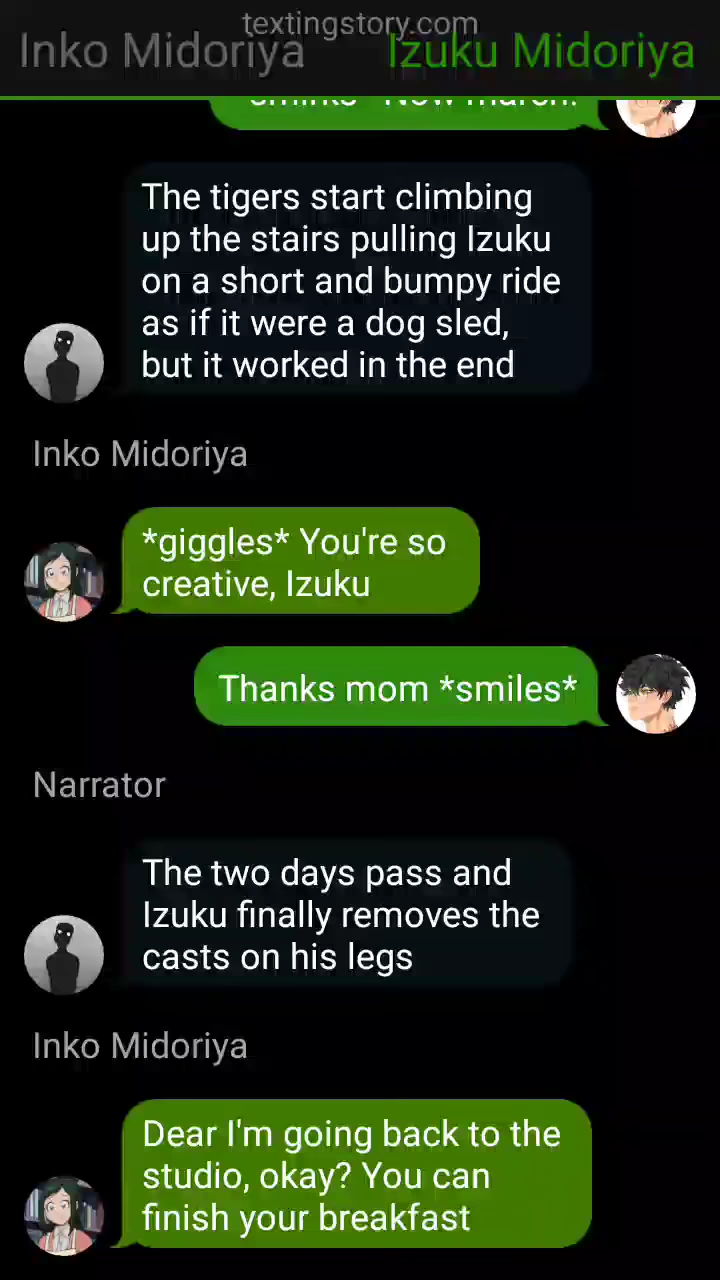 textingstory.com
Inko Midoriya
Izuku Midoriya
*smirks* Now march!
The tigers start climbing
up the stairs pulling Izuku
on a short and bumpy ride
as if it were a dog sled,
but it worked in the end
Inko Midoriya
*giggles* You're so
creative, Izuku
Thanks mom *smiles*
Narrator
The two days pass and
Izuku finally removes the
casts on his legs
Inko Midoriya
Dear I'm going back to the
studio, okay? You can
finish your breakfast